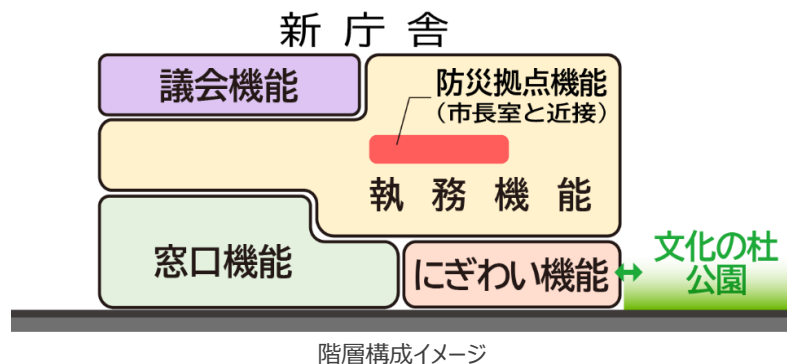 新庁舎
議会機能
防災拠点機能
（市長室と近接）
執務機能
窓口機能
にぎわい機能
文化の杜
公園
階層構成イメージ